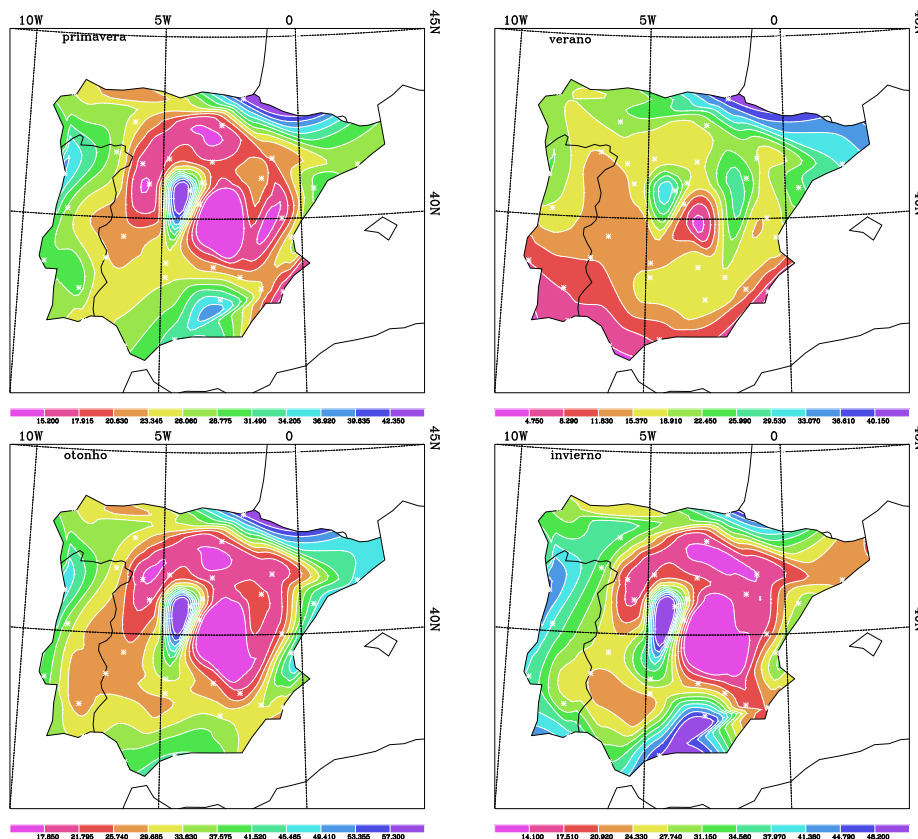 10W 5W 0 45N
primavera
40N
15.200 17.915 20.630 23.345 26.060 28.775 31.490 34.205 36.920 39.635 42.350
10W 5W 0
verano
4.750 8.290 11.830 15.370 18.910 22.450 25.990 29.530 33.070 36.610 40.150
10W 5W 0 45N
otonho
40N
17.850 21.795 25.740 29.685 33.630 37.575 41.520 45.465 49.410 53.355 57.300
10W 5W 0
invierno
14.100 17.510 20.920 24.330 27.740 31.150 34.560 37.970 41.380 44.790 48.200